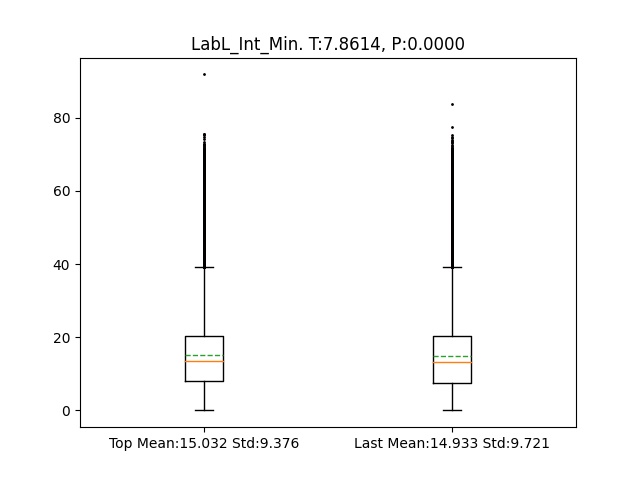 LabL_Int_Min. T:7.8614, P:0.0000
80
60
40
20
0
Top Mean:15.032 Std:9.376
Last Mean:14.933 Std:9.721